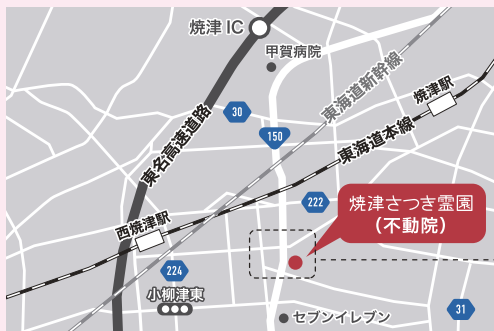 焼津IC
甲賀病院
東海道新幹線
焼津駅
30
東名高速道路
150
東海道本線
222
焼津さつき霊園
(不動院)
西焼津駅
224
小柳津東
31
セブンイレブン